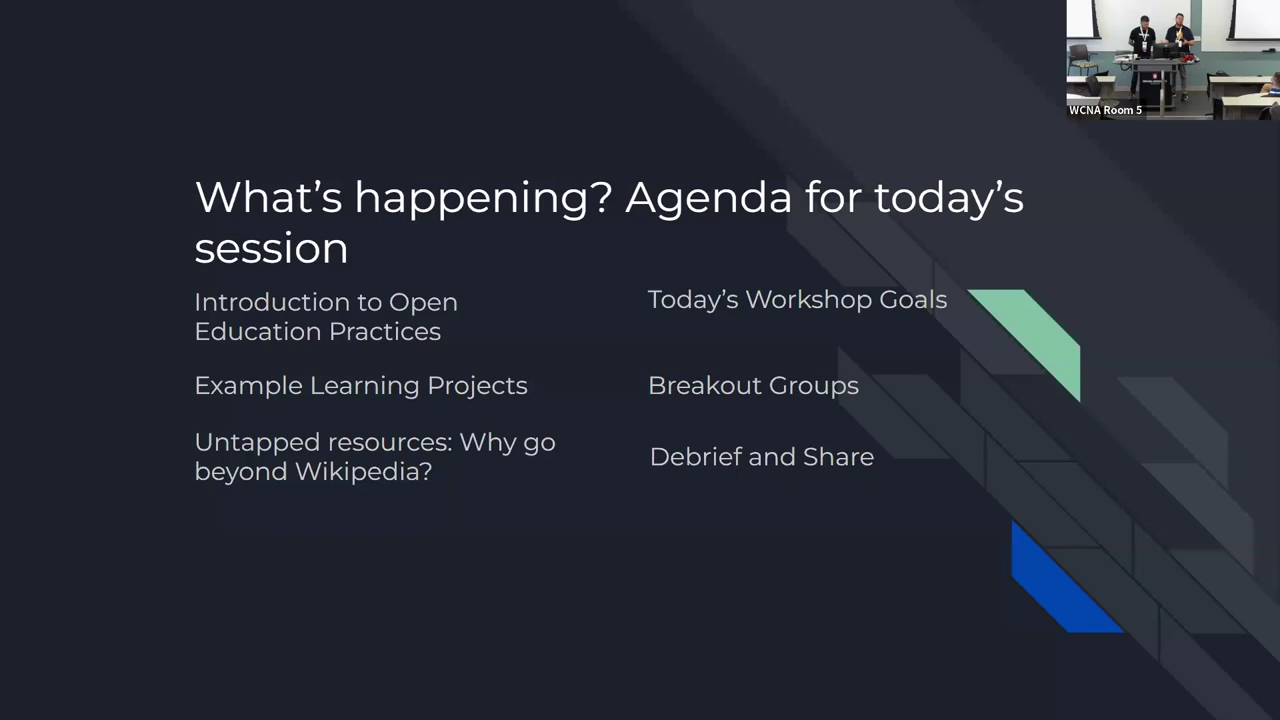 What’s happening? Agenda for today’s
session
Introduction to Open
Education Practices
Example Learning Projects
Untapped resources: Why go
beyond Wikipedia?
Today’s Workshop Goals
Breakout Groups
Debrief and Share
WCNA Room 5